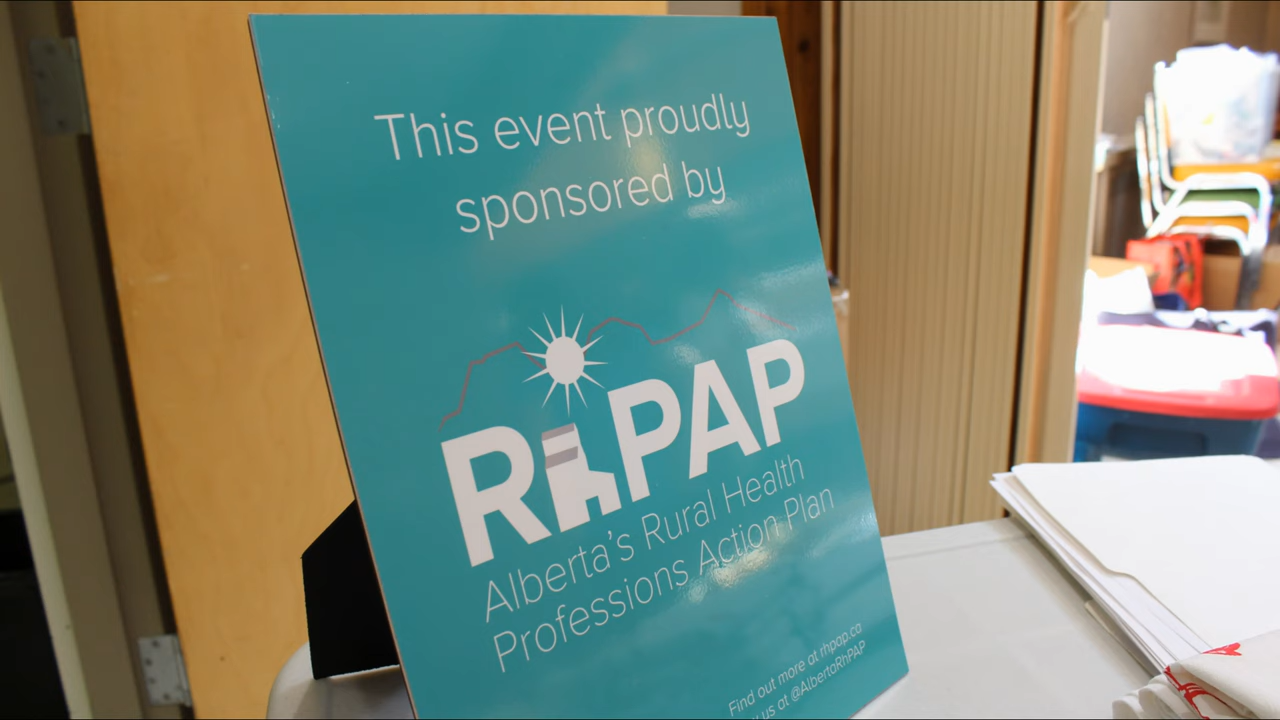 This event proudly
sponsored by
RhPAP
Alberta's Rural Health
Professions Action Plan
Find out more at rhpap.ca
us at @AlbertaRhPAP